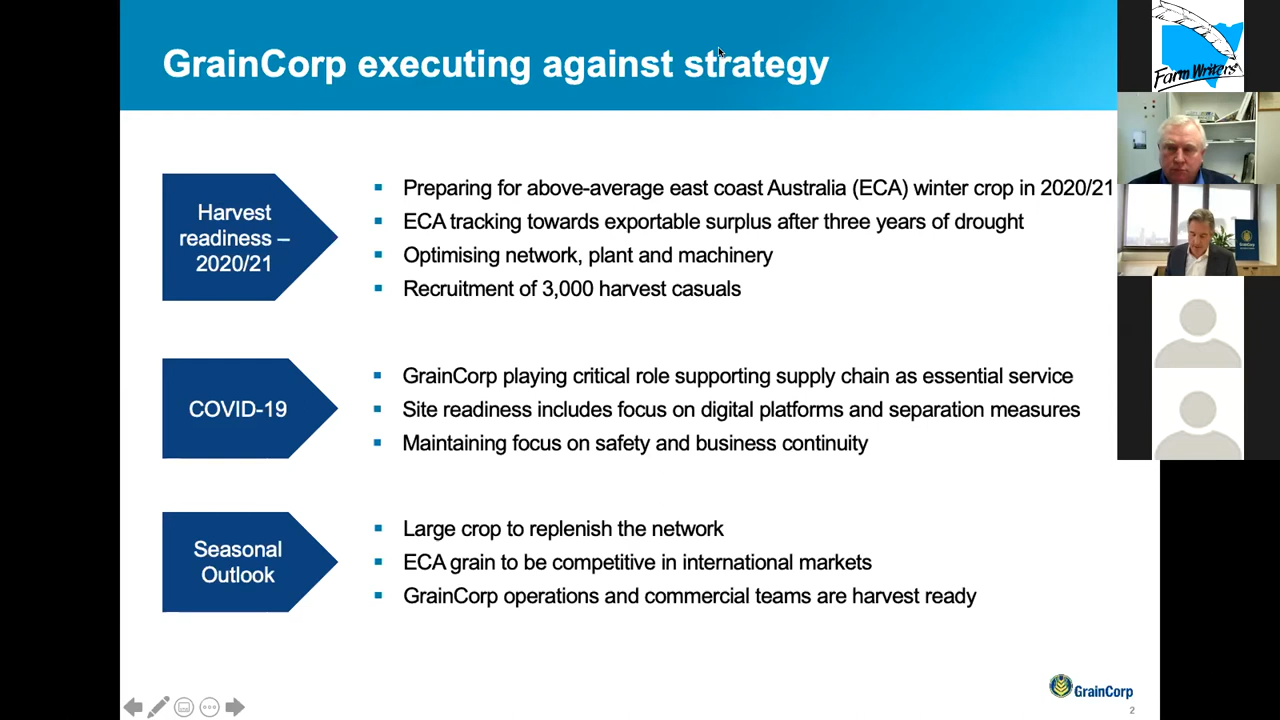 GrainCorp executing against strategy
Harvest
readiness –
2020/21
Preparing for above-average east coast Australia (ECA) winter crop in 2020/21
ECA tracking towards exportable surplus after three years of drought
Optimising network, plant and machinery
Recruitment of 3,000 harvest casuals
COVID-19
GrainCorp playing critical role supporting supply chain as essential service
Site readiness includes focus on digital platforms and separation measures
Maintaining focus on safety and business continuity
Seasonal
Outlook
Large crop to replenish the network
ECA grain to be competitive in international markets
GrainCorp operations and commercial teams are harvest ready
GrainCorp
2
Farm Writers
GrainCorp